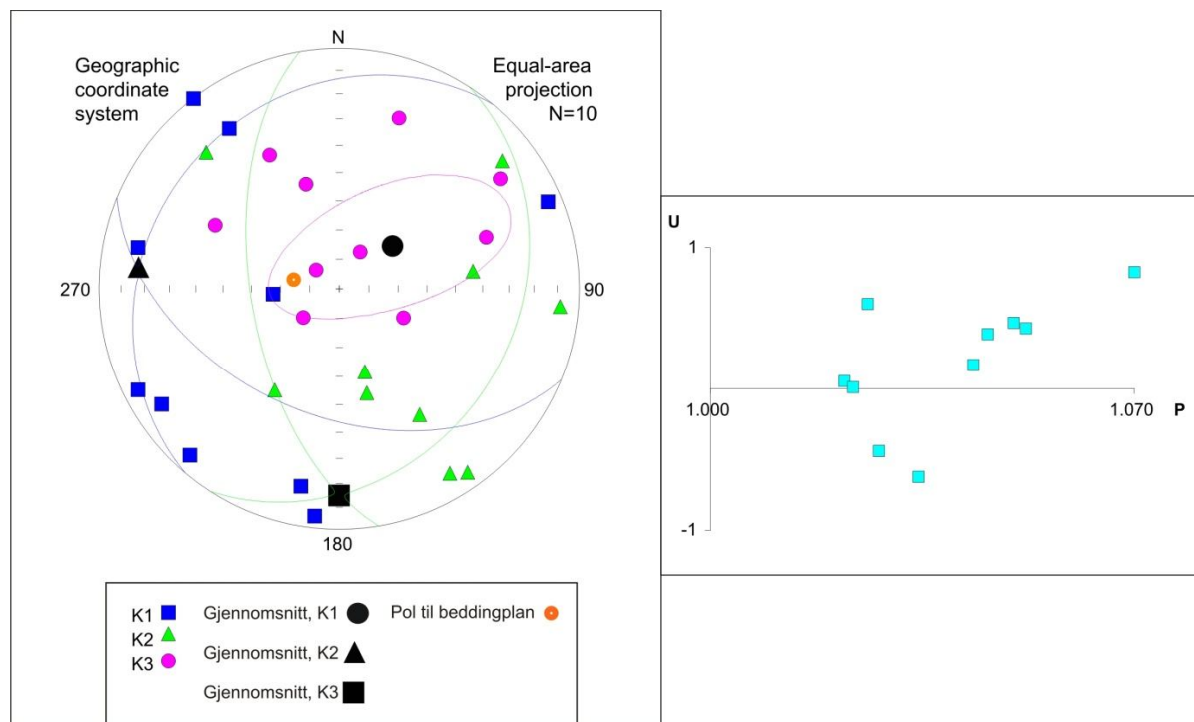 N
Geographic
coordinate
system
Equal-area
projection
N=10
270
90
180
U
1
1.000
1.070
P
-1
K1
K2
K3
Gjennomsnitt, K1
Gjennomsnitt, K2
Gjennomsnitt, K3
Pol til beddingplan